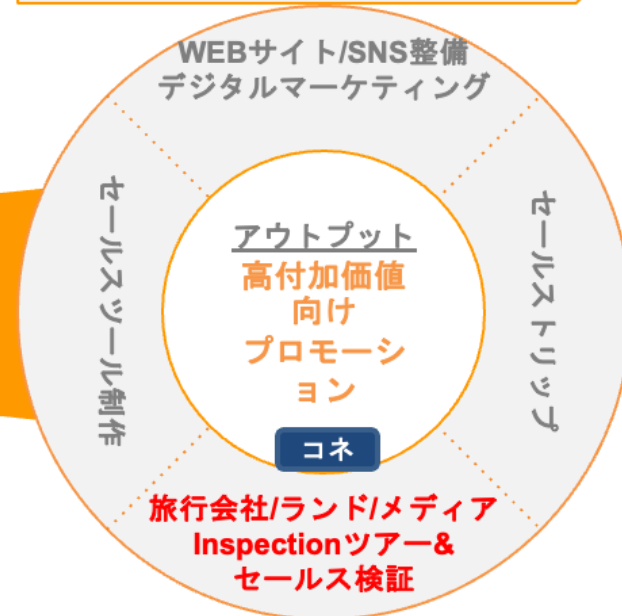 WEBサイト/SNS整備
デジタルマーケティング
セールスツール制作
アウトプット
高付加価値
向け
プロモーシ
ョン
コネ
セールストリップ
旅行会社/ランド/メディア
Inspectionツアー&
セールス検証